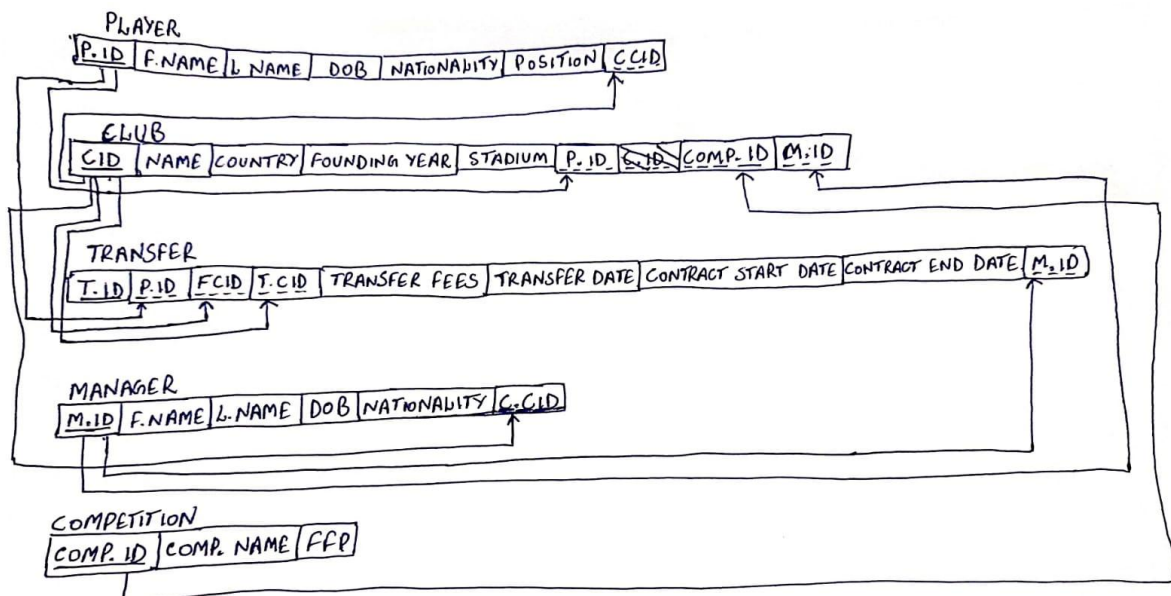 PLAYER
P.ID F.NAME L NAME DOB NATIONALITY POSITION CCID
CLUB
CID NAME COUNTRY FOUNDING YEAR STADIUM P.ID C.ID COMP.ID M.ID
TRANSFER
T.ID P.ID FCID T.CID TRANSFER FEES TRANSFER DATE CONTRACT START DATE CONTRACT END DATE M.ID
MANAGER
M.ID F.NAME L.NAME DOB NATIONALITY C.CID
COMPETITION
COMP. ID COMP. NAME FFP